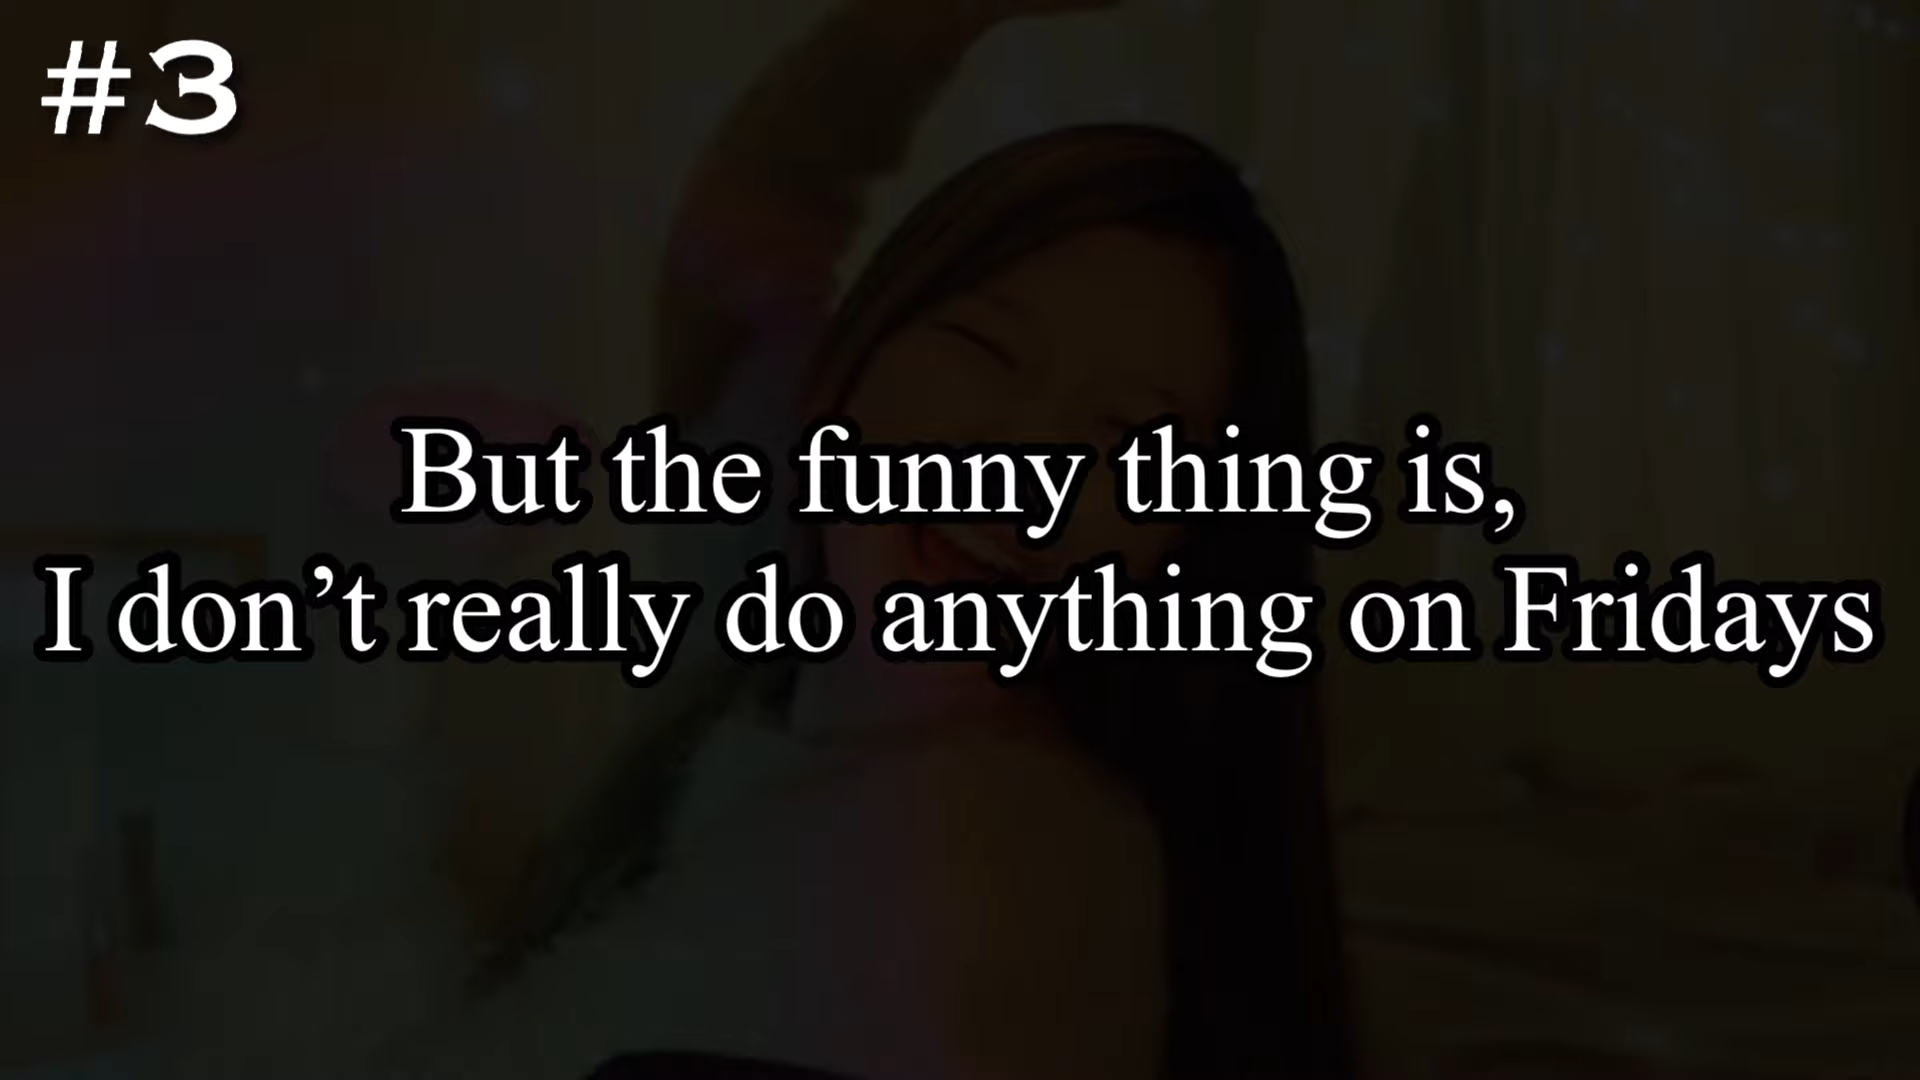 #3
But the funny thing is,
I don’t really do anything on Fridays